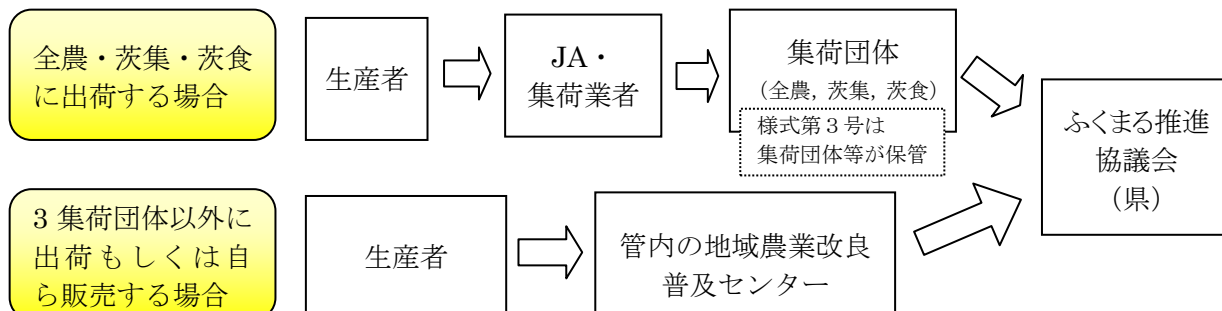 全農・茨集・茨食
に出荷する場合
生産者
JA・
集荷業者
集荷団体
(全農, 茨集, 茨食)
様式第3号は
集荷団体等が保管
ふくまる推進
協議会
(県)
3集荷団体以外に
出荷もしくは自
ら販売する場合
生産者
管内の地域農業改良
普及センター